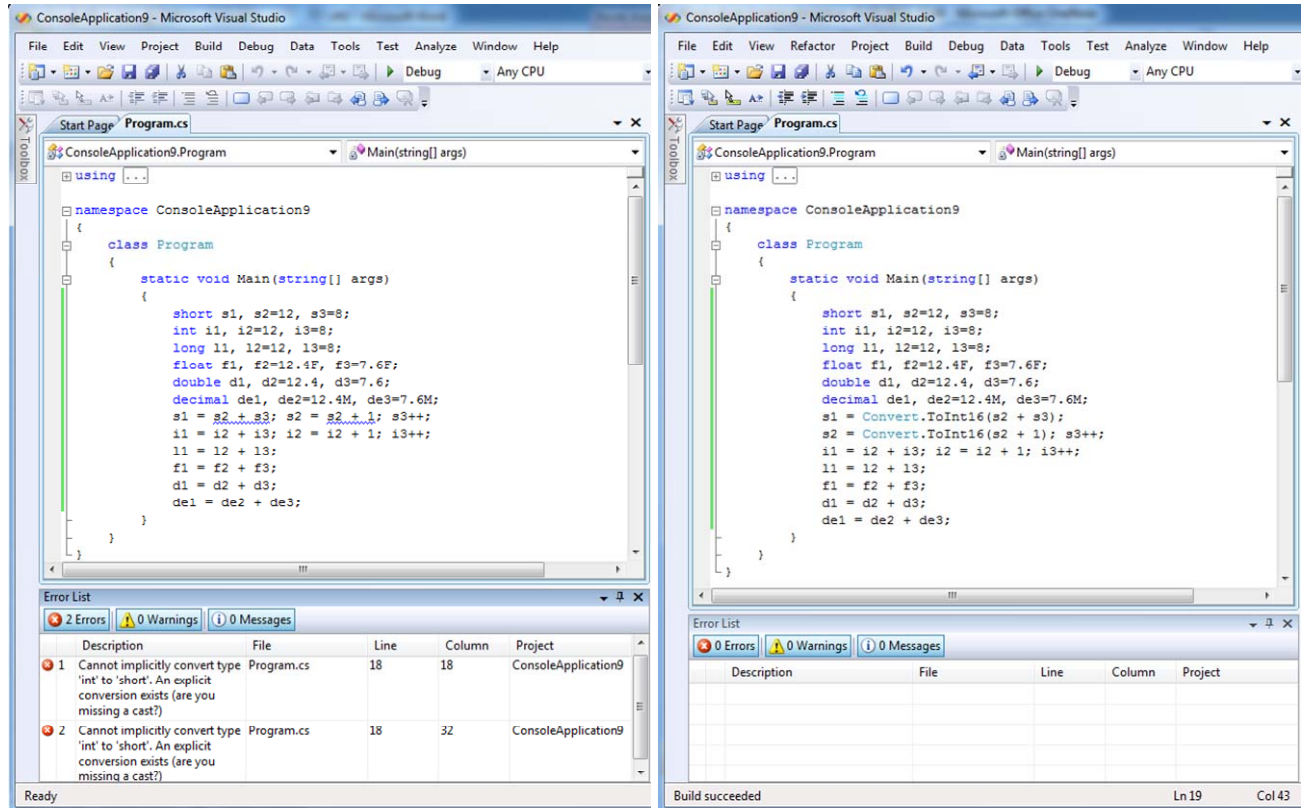 ConsoleApplication9 - Microsoft Visual Studio
File Edit View Project Build Debug Data Tools Test Analyze Window Help
Debug Any CPU
Toolbox
Start Page Program.cs
ConsoleApplication9.Program Main(string[] args)
using ...
namespace ConsoleApplication9
{
class Program
{
static void Main(string[] args)
{
short s1, s2=12, s3=8;
int i1, i2=12, i3=8;
long l1, l2=12, l3=8;
float f1, f2=12.4F, f3=7.6F;
double d1, d2=12.4, d3=7.6;
decimal de1, de2=12.4M, de3=7.6M;
s1 = s2 + s3; s2 = s2 + 1; s3++;
i1 = i2 + i3; i2 = i2 + 1; i3++;
l1 = l2 + l3;
f1 = f2 + f3;
d1 = d2 + d3;
de1 = de2 + de3;
}
}
}
Error List
2 Errors 0 Warnings 0 Messages
Description File Line Column Project
1 Cannot implicitly convert type Program.cs 18 18 ConsoleApplication9
'int' to 'short'. An explicit
conversion exists (are you
missing a cast?)
2 Cannot implicitly convert type Program.cs 18 32 ConsoleApplication9
'int' to 'short'. An explicit
conversion exists (are you
missing a cast?)
Ready
ConsoleApplication9 - Microsoft Visual Studio
File Edit View Refactor Project Build Debug Data Tools Test Analyze Window Help
Debug Any CPU
Toolbox
Start Page Program.cs
ConsoleApplication9.Program Main(string[] args)
using ...
namespace ConsoleApplication9
{
class Program
{
static void Main(string[] args)
{
short s1, s2=12, s3=8;
int i1, i2=12, i3=8;
long l1, l2=12, l3=8;
float f1, f2=12.4F, f3=7.6F;
double d1, d2=12.4, d3=7.6;
decimal de1, de2=12.4M, de3=7.6M;
s1 = Convert.ToInt16(s2 + s3);
s2 = Convert.ToInt16(s2 + 1); s3++;
i1 = i2 + i3; i2 = i2 + 1; i3++;
l1 = l2 + l3;
f1 = f2 + f3;
d1 = d2 + d3;
de1 = de2 + de3;
}
}
}
Error List
0 Errors 0 Warnings 0 Messages
Description File Line Column Project
Build succeeded Ln 19 Col 43